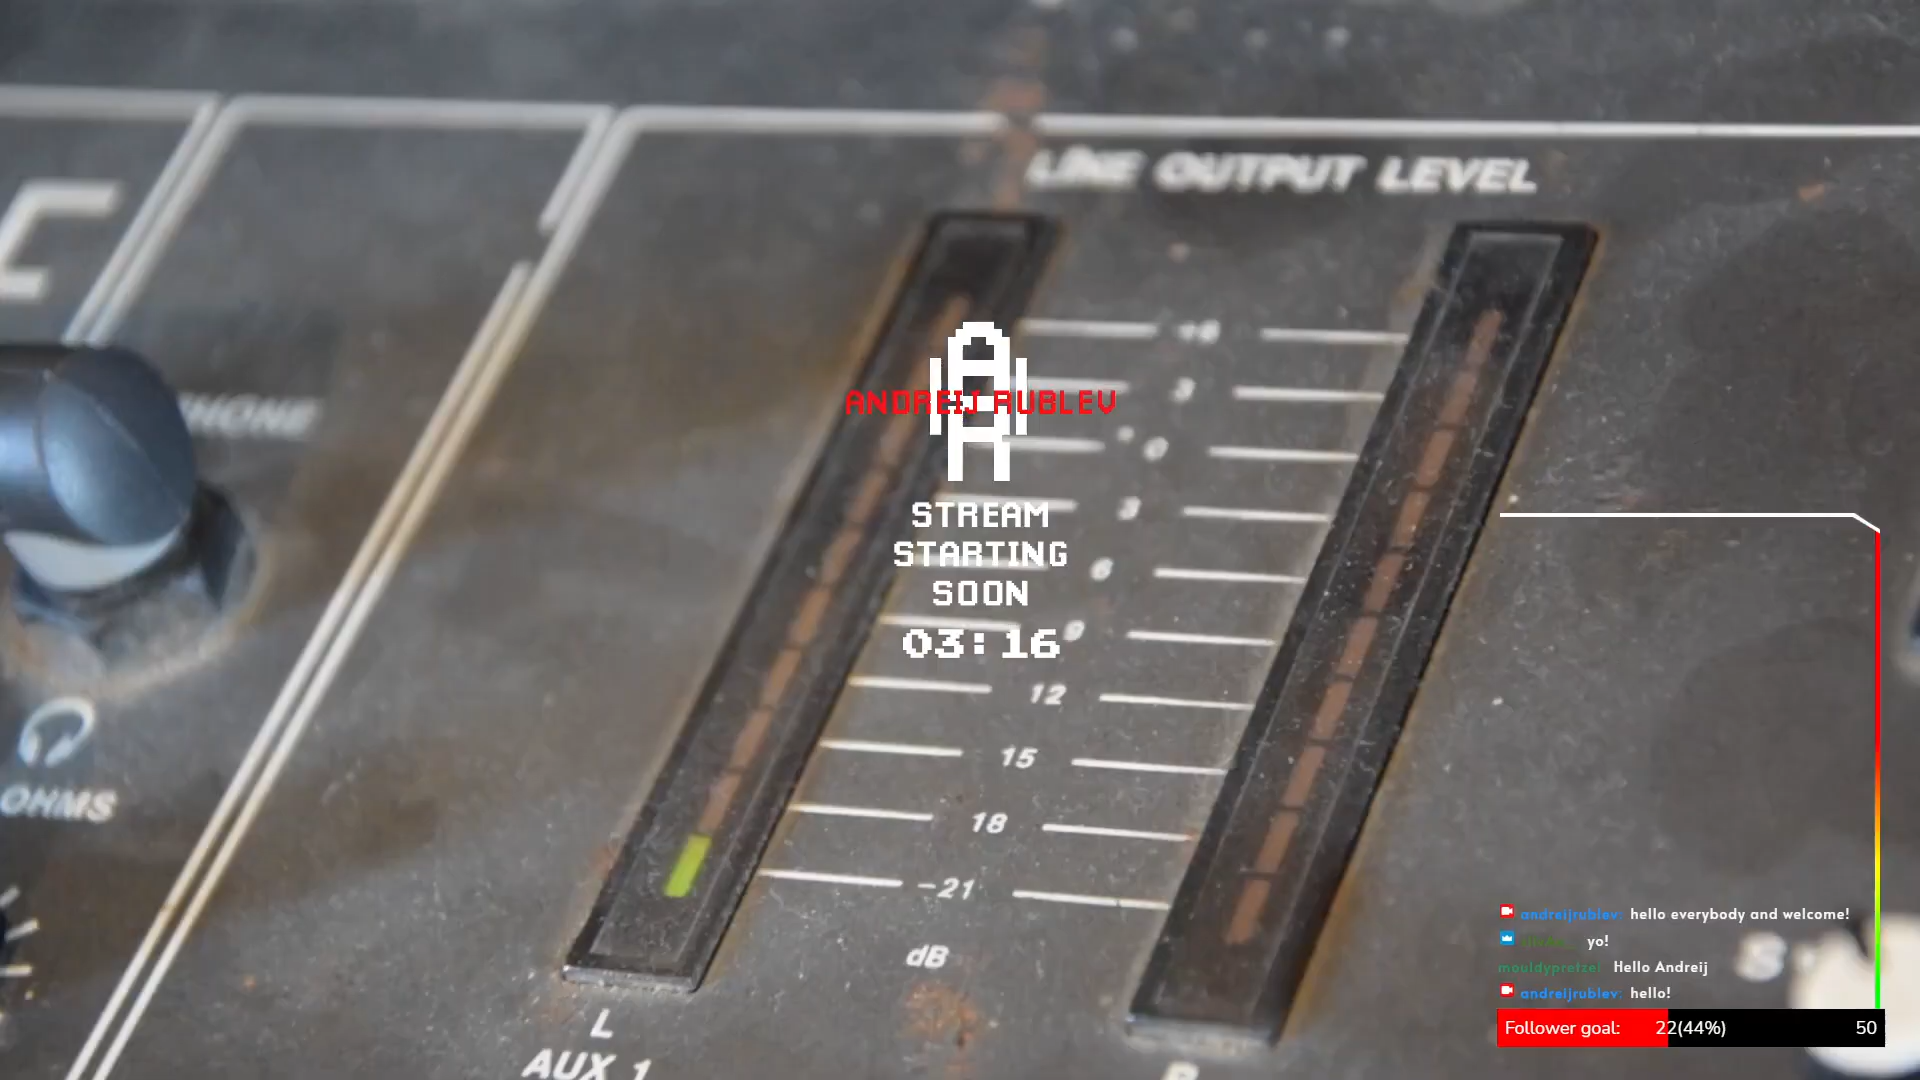 LINE OUTPUT LEVEL
3
PHONE
ANDREIJ RUBLEV
0
3
STREAM
STARTING
SOON
6
9
03:16
12
15
OHMS
18
-21
andreijrublev: hello everybody and welcome!
yo!
mouldypretzel Hello Andreij
dB
andreijrublev: hello!
L
Follower goal: 22(44%) 50
AUX 1